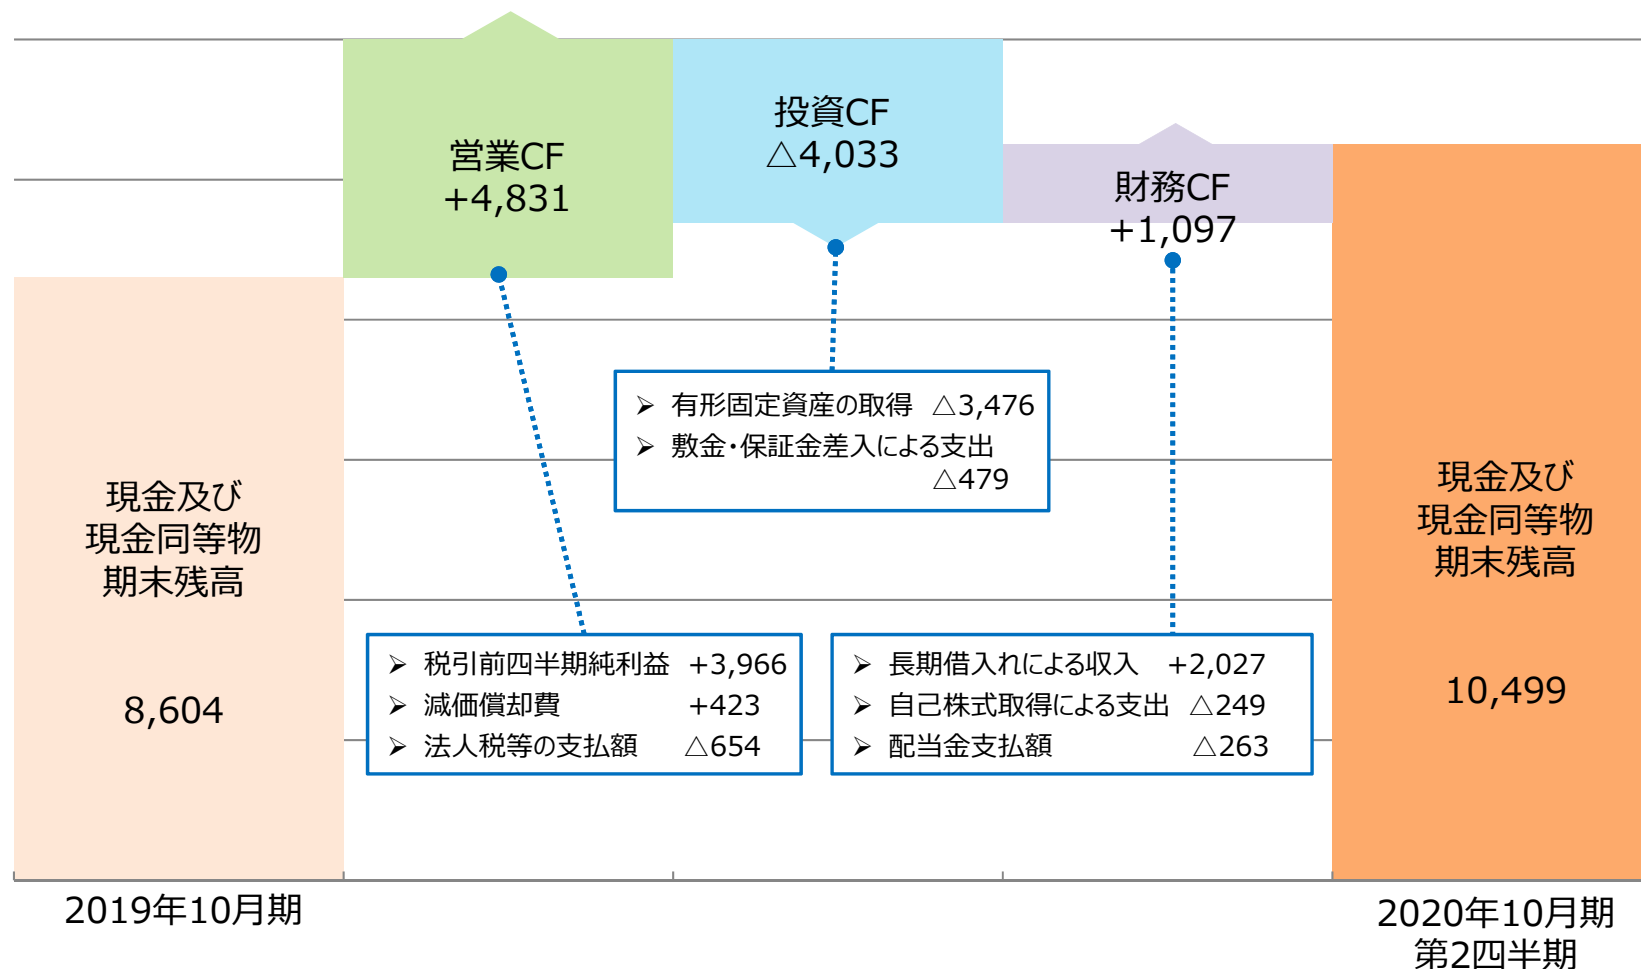 営業CF
+4,831
投資CF
△4,033
財務CF
+1,097
➢ 有形固定資産の取得 △3,476
➢ 敷金・保証金差入による支出
△479
現金及び
現金同等物
期末残高
8,604
➢ 税引前四半期純利益 +3,966
➢ 減価償却費 +423
➢ 法人税等の支払額 △654
➢ 長期借入れによる収入 +2,027
➢ 自己株式取得による支出 △249
➢ 配当金支払額 △263
現金及び
現金同等物
期末残高
10,499
2019年10月期
2020年10月期
第2四半期